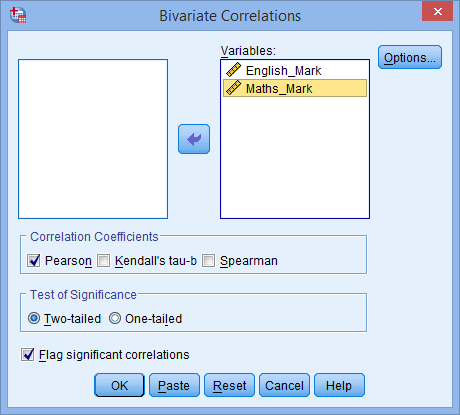 Bivariate Correlations
Variables:
English_Mark
Maths_Mark
Options...
Correlation Coefficients
Pearson Kendall's tau-b Spearman
Test of Significance
Two-tailed One-tailed
Flag significant correlations
OK Paste Reset Cancel Help